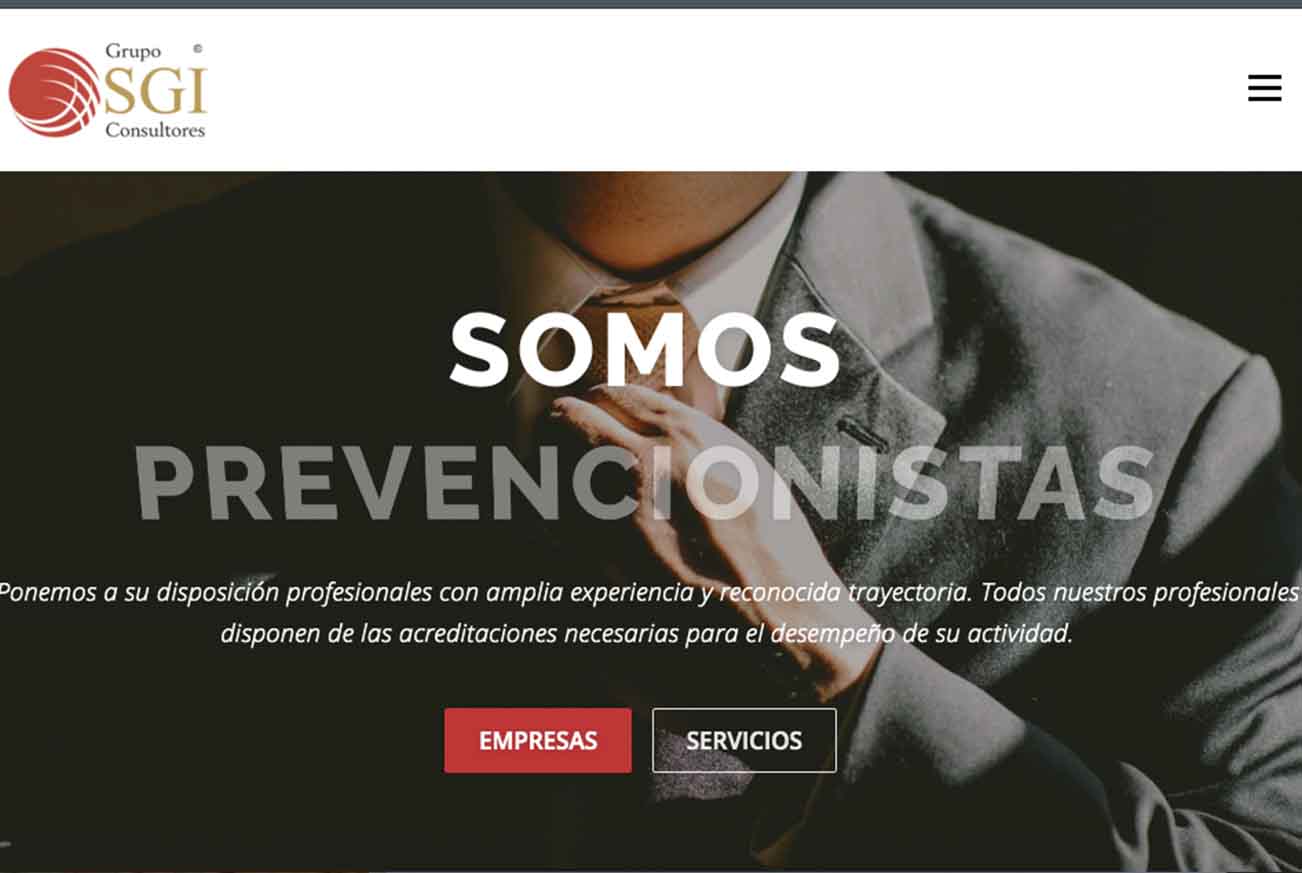 Grupo ©
SGI
Consultores
SOMOS
PREVENCIONISTAS
Ponemos a su disposición profesionales con amplia experiencia y reconocida trayectoria. Todos nuestros profesionales
disponen de las acreditaciones necesarias para el desempeño de su actividad.
EMPRESAS
SERVICIOS